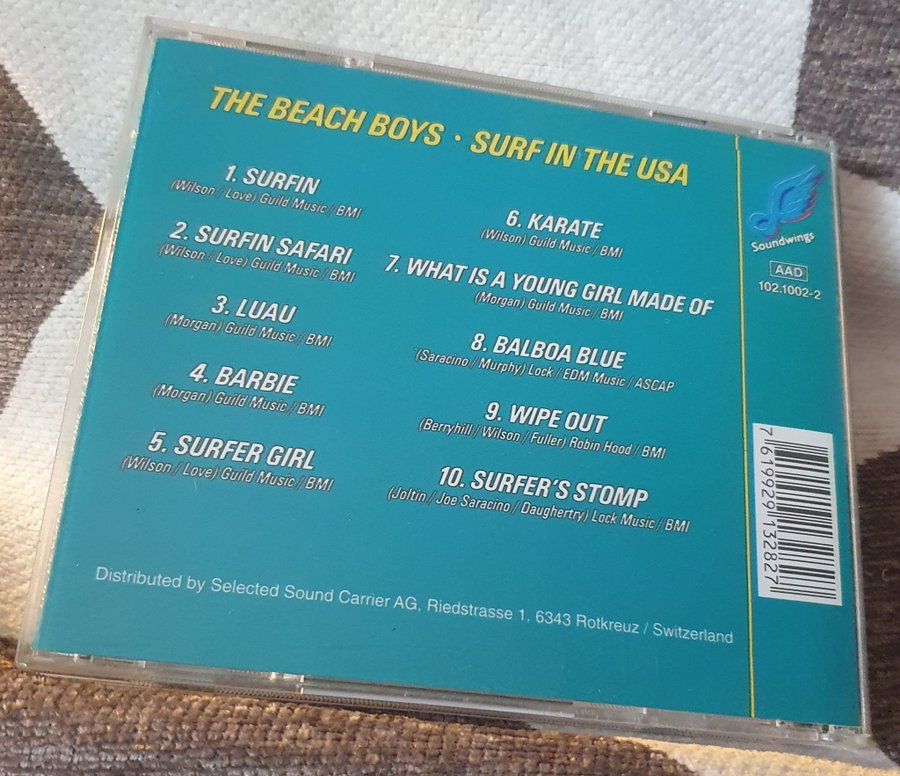 THE BEACH BOYS · SURF IN THE USA
1. SURFIN
(Wilson / Love) Guild Music / BMI
2. SURFIN SAFARI
(Wilson / Love) Guild Music / BMI
3. LUAU
(Morgan) Guild Music / BMI
4. BARBIE
(Morgan) Guild Music / BMI
5. SURFER GIRL
(Wilson / Love) Guild Music / BMI
6. KARATE
(Wilson) Guild Music / BMI
7. WHAT IS A YOUNG GIRL MADE OF
(Morgan) Guild Music / BMI
8. BALBOA BLUE
(Saracino / Murphy) Lock / EDM Music / ASCAP
9. WIPE OUT
(Berryhill / Wilson / Fuller) Robin Hood / BMI
10. SURFER'S STOMP
(Joltin / Joe Saracino / Daughertry) Lock Music / BMI
Distributed by Selected Sound Carrier AG, Riedstrasse 1, 6343 Rotkreuz / Switzerland
Soundwings
AAD
102.1002-2
7 619929 132827